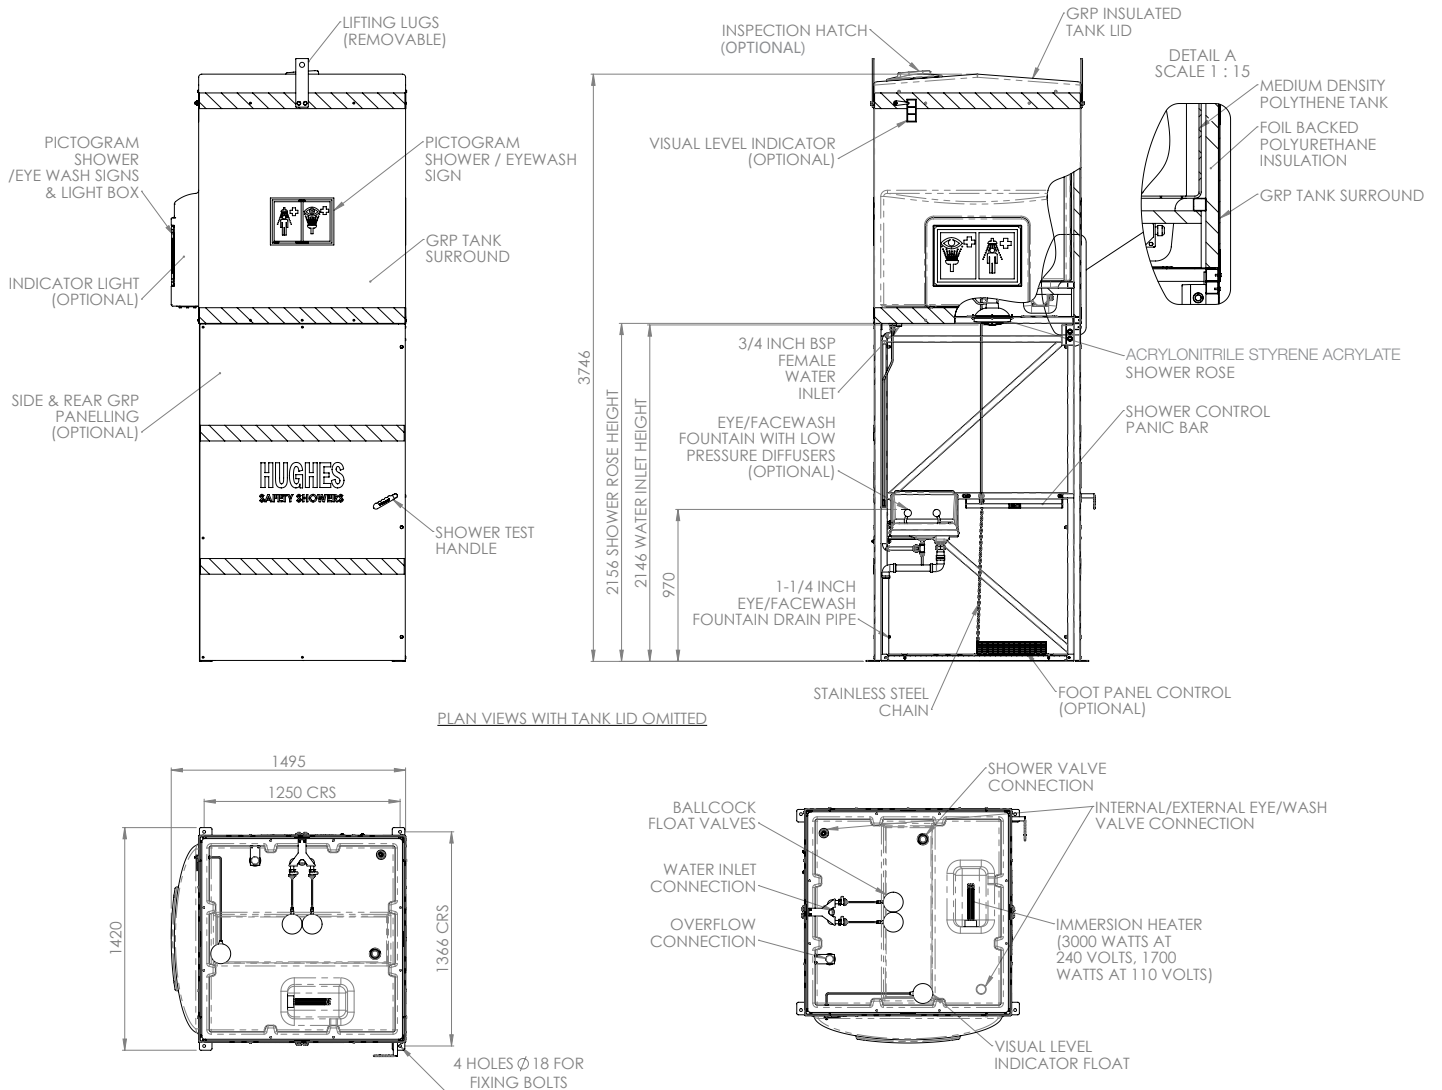 LIFTING LUGS
(REMOVABLE)
PICTOGRAM
SHOWER
/EYE WASH SIGNS
& LIGHT BOX
PICTOGRAM
SHOWER / EYEWASH
SIGN
GRP TANK
SURROUND
INDICATOR LIGHT
(OPTIONAL)
SIDE & REAR GRP
PANELLING
(OPTIONAL)
HUGHES
SAFETY SHOWERS
SHOWER TEST
HANDLE
INSPECTION HATCH
(OPTIONAL)
GRP INSULATED
TANK LID
VISUAL LEVEL INDICATOR
(OPTIONAL)
DETAIL A
SCALE 1 : 15
MEDIUM DENSITY
POLYTHENE TANK
FOIL BACKED
POLYURETHANE
INSULATION
GRP TANK SURROUND
3746
2156 SHOWER ROSE HEIGHT
2146 WATER INLET HEIGHT
970
3/4 INCH BSP
FEMALE
WATER
INLET
EYE/FACEWASH
FOUNTAIN WITH LOW
PRESSURE DIFFUSERS
(OPTIONAL)
1-1/4 INCH
EYE/FACEWASH
FOUNTAIN DRAIN PIPE
ACRYLONITRILE STYRENE ACRYLATE
SHOWER ROSE
SHOWER CONTROL
PANIC BAR
STAINLESS STEEL
CHAIN
FOOT PANEL CONTROL
(OPTIONAL)
PLAN VIEWS WITH TANK LID OMITTED
1495
1250 CRS
1420
1366 CRS
4 HOLES Ø 18 FOR
FIXING BOLTS
SHOWER VALVE
CONNECTION
BALLCOCK
FLOAT VALVES
INTERNAL/EXTERNAL EYE/WASH
VALVE CONNECTION
WATER INLET
CONNECTION
OVERFLOW
CONNECTION
IMMERSION HEATER
(3000 WATTS AT
240 VOLTS, 1700
WATTS AT 110 VOLTS)
VISUAL LEVEL
INDICATOR FLOAT